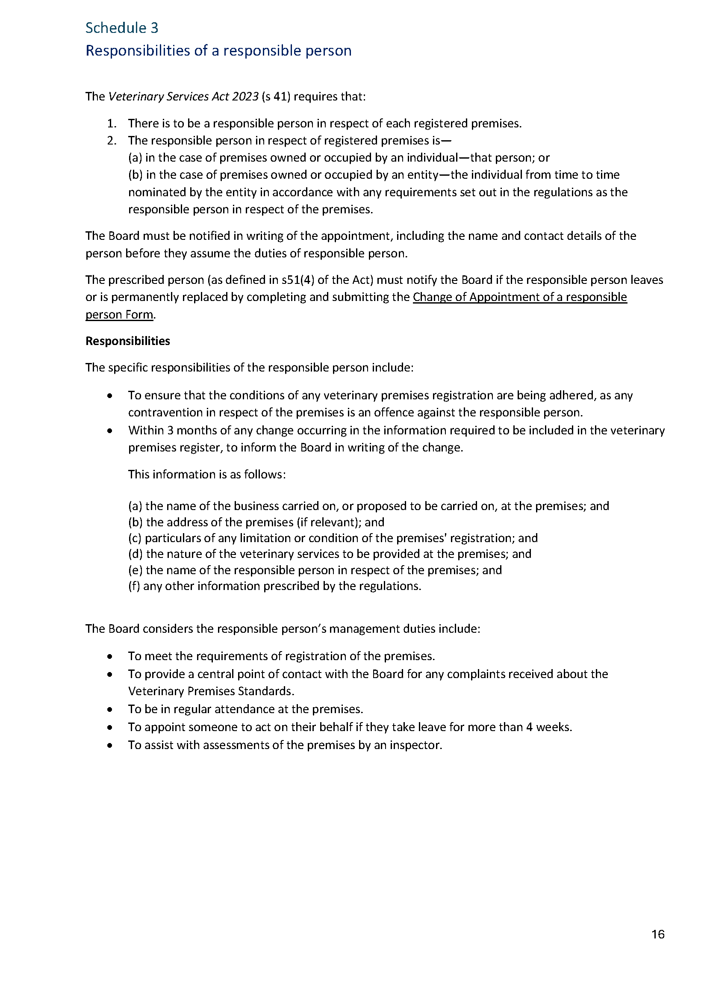 Schedule 3
Responsibilities of a responsible person
The Veterinary Services Act 2023 (s 41) requires that:
1. There is to be a responsible person in respect of each registered premises.
2. The responsible person in respect of registered premises is—
(a) in the case of premises owned or occupied by an individual—that person; or
(b) in the case of premises owned or occupied by an entity—the individual from time to time
nominated by the entity in accordance with any requirements set out in the regulations as the
responsible person in respect of the premises.
The Board must be notified in writing of the appointment, including the name and contact details of the
person before they assume the duties of responsible person.
The prescribed person (as defined in s51(4) of the Act) must notify the Board if the responsible person leaves
or is permanently replaced by completing and submitting the Change of Appointment of a responsible
person Form.
Responsibilities
The specific responsibilities of the responsible person include:
• To ensure that the conditions of any veterinary premises registration are being adhered, as any
contravention in respect of the premises is an offence against the responsible person.
• Within 3 months of any change occurring in the information required to be included in the veterinary
premises register, to inform the Board in writing of the change.
This information is as follows:
(a) the name of the business carried on, or proposed to be carried on, at the premises; and
(b) the address of the premises (if relevant); and
(c) particulars of any limitation or condition of the premises' registration; and
(d) the nature of the veterinary services to be provided at the premises; and
(e) the name of the responsible person in respect of the premises; and
(f) any other information prescribed by the regulations.
The Board considers the responsible person's management duties include:
• To meet the requirements of registration of the premises.
• To provide a central point of contact with the Board for any complaints received about the
Veterinary Premises Standards.
• To be in regular attendance at the premises.
• To appoint someone to act on their behalf if they take leave for more than 4 weeks.
• To assist with assessments of the premises by an inspector.
16